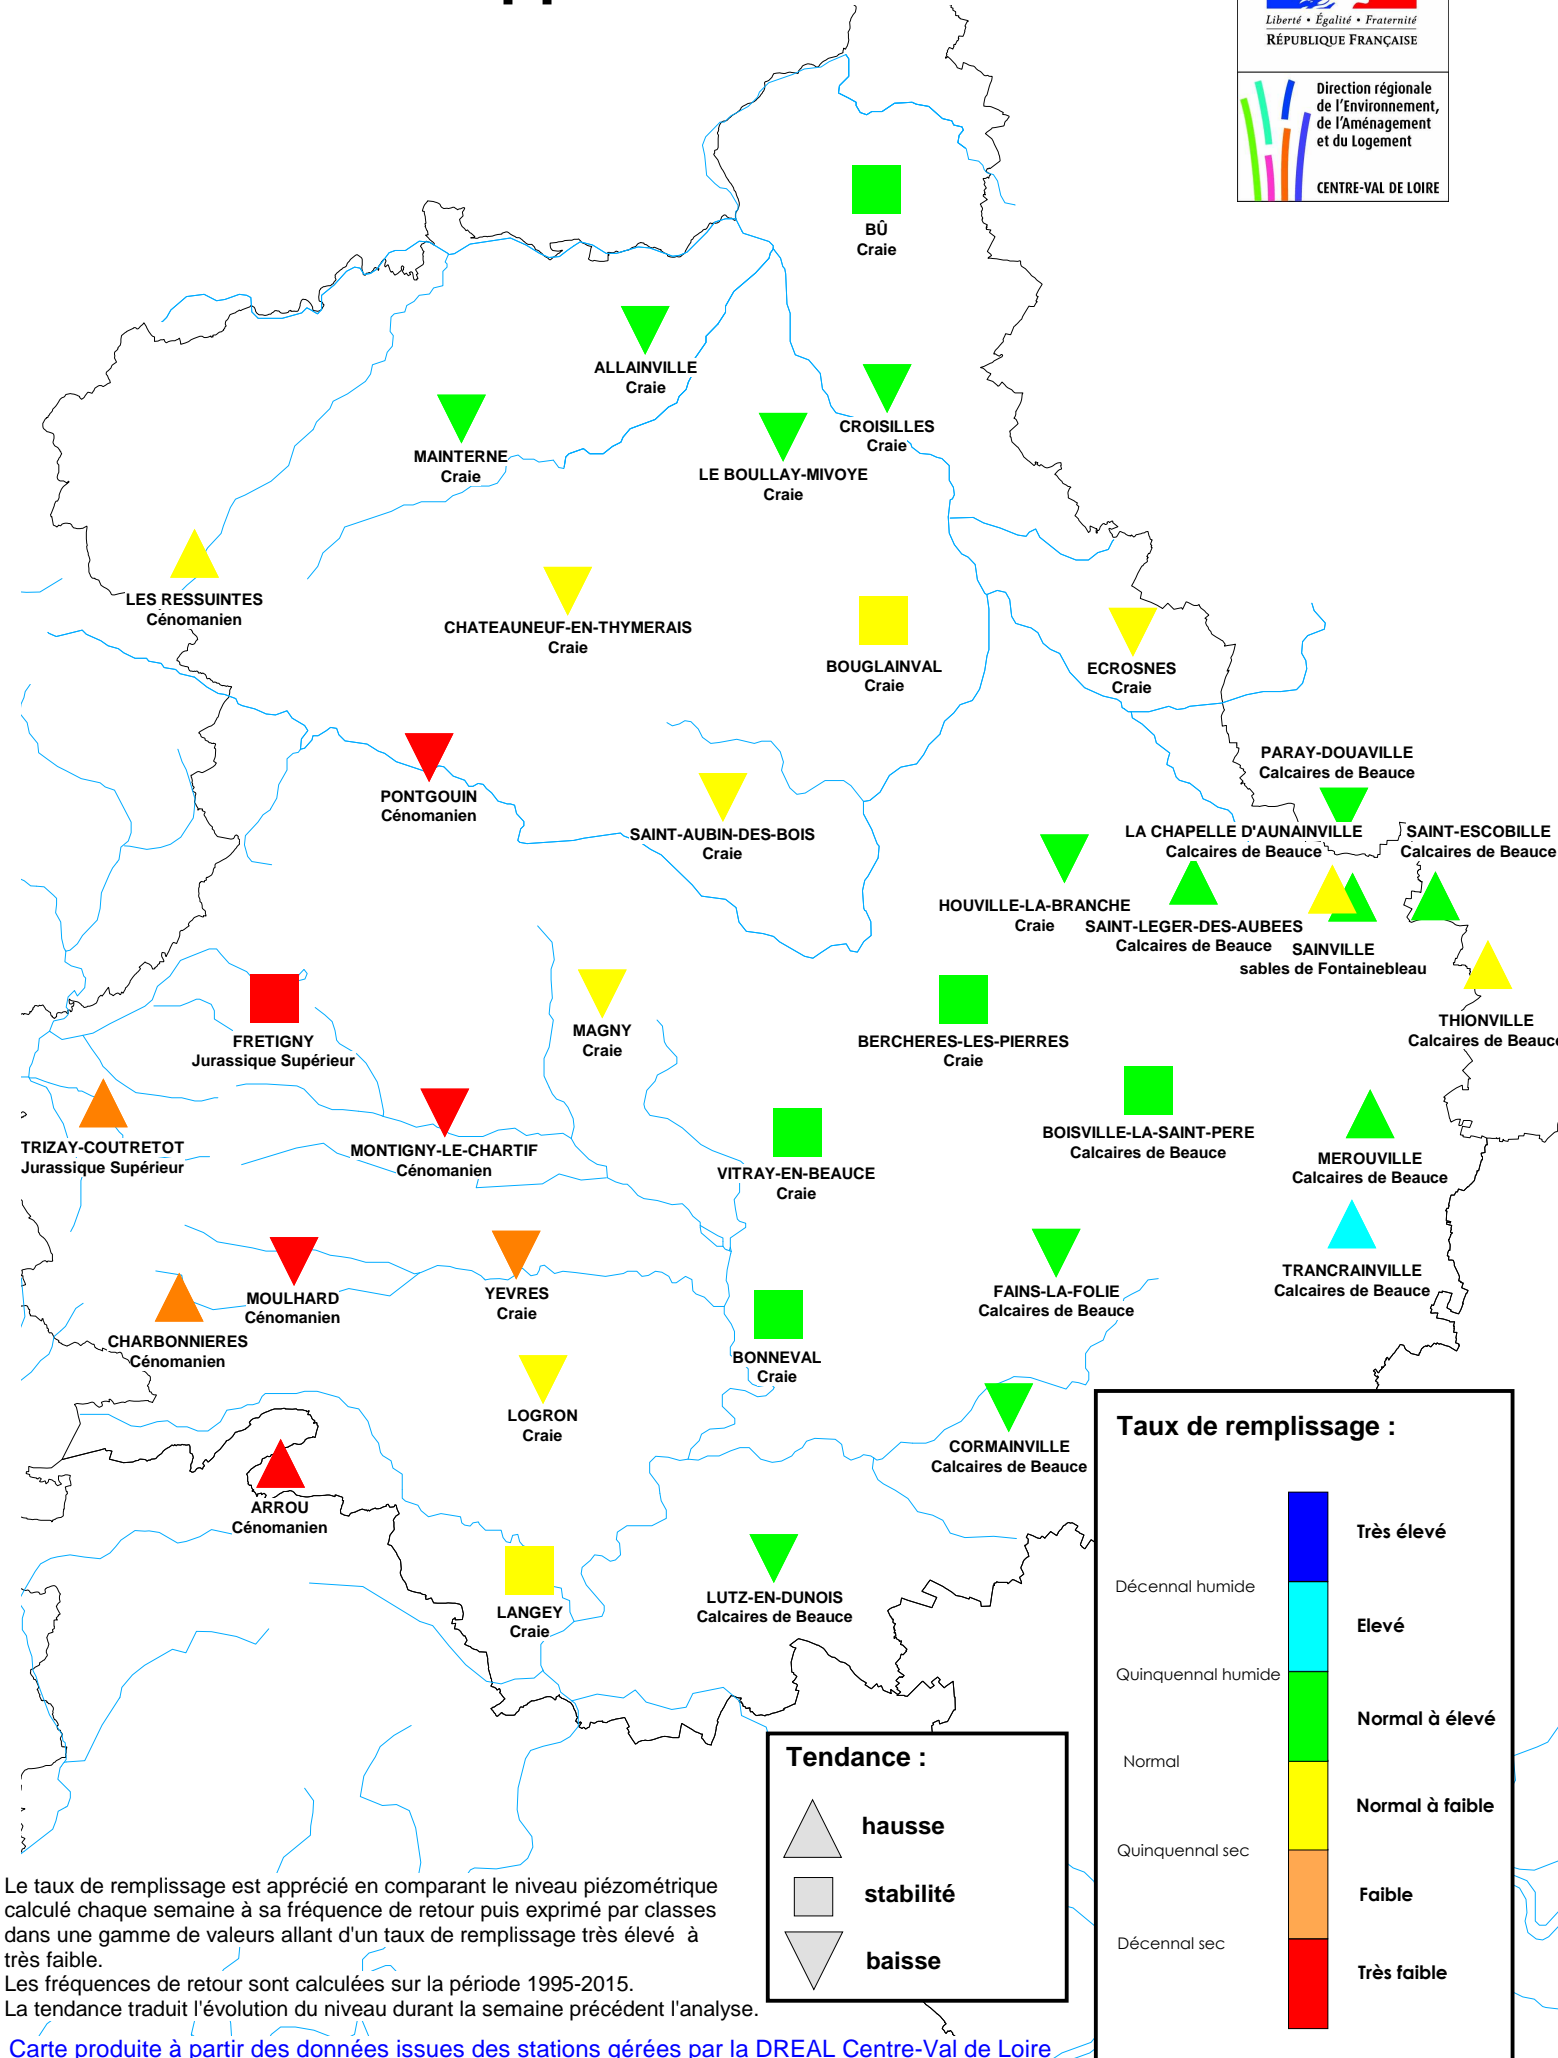 Liberté • Égalité • Fraternité
RÉPUBLIQUE FRANÇAISE
Direction régionale
de l'Environnement,
de l'Aménagement
et du Logement
CENTRE-VAL DE LOIRE
BÛ
Craie
ALLAINVILLE
Craie
CROISILLES
Craie
MAINTERNE
Craie
LE BOULLAY-MIVOYE
Craie
LES RESSUINTES
Cénomanien
CHATEAUNEUF-EN-THYMERAIS
Craie
BOUGLAINVAL
Craie
ECROSNES
Craie
PARAY-DOUAVILLE
Calcaires de Beauce
PONTGOUIN
Cénomanien
SAINT-AUBIN-DES-BOIS
Craie
LA CHAPELLE D'AUNAINVILLE
Calcaires de Beauce
SAINT-ESCOBILLE
Calcaires de Beauce
HOUVILLE-LA-BRANCHE
Craie
SAINT-LEGER-DES-AUBEES
Calcaires de Beauce
SAINVILLE
sables de Fontainebleau
THIONVILLE
Calcaires de Beauce
FRETIGNY
Jurassique Supérieur
MAGNY
Craie
BERCHERES-LES-PIERRES
Craie
TRIZAY-COUTRETOT
Jurassique Supérieur
MONTIGNY-LE-CHARTIF
Cénomanien
VITRAY-EN-BEAUCE
Craie
BOISVILLE-LA-SAINT-PERE
Calcaires de Beauce
MEROUVILLE
Calcaires de Beauce
TRANCRAINVILLE
Calcaires de Beauce
MOULHARD
Cénomanien
YEVRES
Craie
FAINS-LA-FOLIE
Calcaires de Beauce
CHARBONNIERES
Cénomanien
BONNEVAL
Craie
LOGRON
Craie
CORMAINVILLE
Calcaires de Beauce
ARROU
Cénomanien
LANGEY
Craie
LUTZ-EN-DUNOIS
Calcaires de Beauce
Taux de remplissage :
Très élevé
Décennal humide
Elevé
Quinquennal humide
Normal à élevé
Normal
Normal à faible
Quinquennal sec
Faible
Décennal sec
Très faible
Tendance :
hausse
stabilité
baisse
Le taux de remplissage est apprécié en comparant le niveau piézométrique
calculé chaque semaine à sa fréquence de retour puis exprimé par classes
dans une gamme de valeurs allant d'un taux de remplissage très élevé à
très faible.
Les fréquences de retour sont calculées sur la période 1995-2015.
La tendance traduit l'évolution du niveau durant la semaine précédent l'analyse.
Carte produite à partir des données issues des stations gérées par la DREAL Centre-Val de Loire